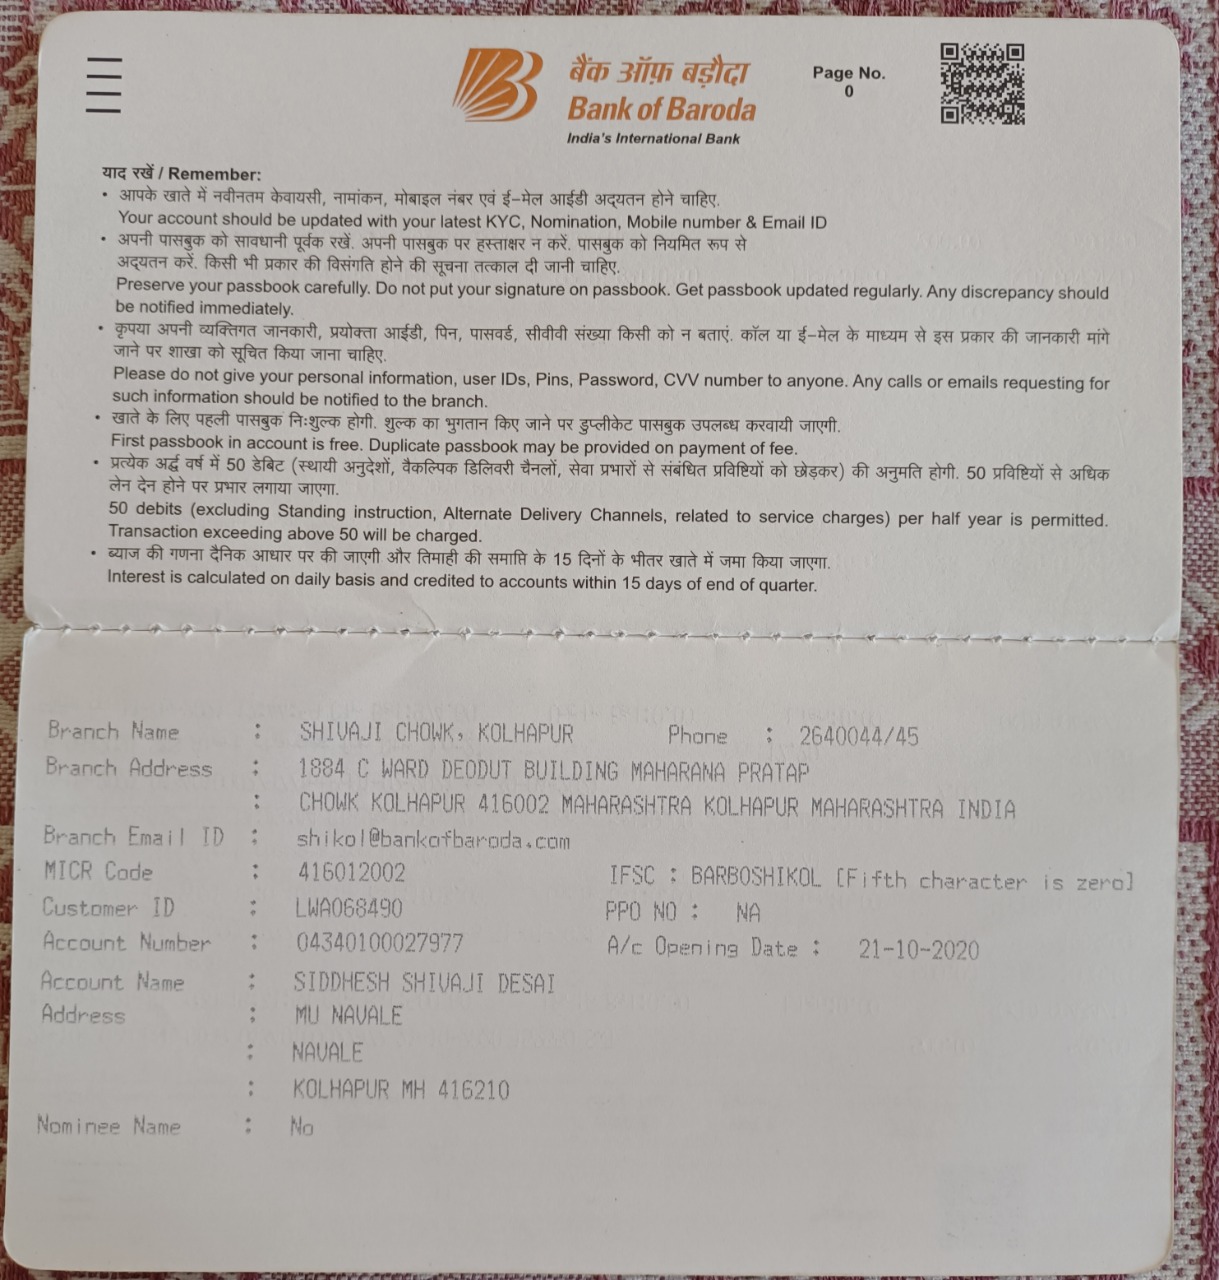 बैंक ऑफ़ बड़ौदा
Bank of Baroda
India's International Bank
Page No.
0
याद रखें / Remember:
• आपके खाते में नवीनतम केवायसी, नामांकन, मोबाइल नंबर एवं ई-मेल आईडी अद्यतन होने चाहिए.
Your account should be updated with your latest KYC, Nomination, Mobile number & Email ID
• अपनी पासबुक को सावधानी पूर्वक रखें. अपनी पासबुक पर हस्ताक्षर न करें. पासबुक को नियमित रूप से
अद्यतन करें. किसी भी प्रकार की विसंगति होने की सूचना तत्काल दी जानी चाहिए.
Preserve your passbook carefully. Do not put your signature on passbook. Get passbook updated regularly. Any discrepancy should
be notified immediately.
• कृपया अपनी व्यक्तिगत जानकारी, प्रयोक्ता आईडी, पिन, पासवर्ड, सीवीवी संख्या किसी को न बताएं. कॉल या ई-मेल के माध्यम से इस प्रकार की जानकारी मांगे
जाने पर शाखा को सूचित किया जाना चाहिए.
Please do not give your personal information, user IDs, Pins, Password, CVV number to anyone. Any calls or emails requesting for
such information should be notified to the branch.
• खाते के लिए पहली पासबुक निःशुल्क होगी. शुल्क का भुगतान किए जाने पर डुप्लीकेट पासबुक उपलब्ध करवायी जाएगी.
First passbook in account is free. Duplicate passbook may be provided on payment of fee.
• प्रत्येक अर्द्ध वर्ष में 50 डेबिट (स्थायी अनुदेशों, वैकल्पिक डिलिवरी चैनलों, सेवा प्रभारों से संबंधित प्रविष्टियों को छोड़कर) की अनुमति होगी. 50 प्रविष्टियों से अधिक
लेन देन होने पर प्रभार लगाया जाएगा.
50 debits (excluding Standing instruction, Alternate Delivery Channels, related to service charges) per half year is permitted.
Transaction exceeding above 50 will be charged.
• ब्याज की गणना दैनिक आधार पर की जाएगी और तिमाही की समाप्ति के 15 दिनों के भीतर खाते में जमा किया जाएगा.
Interest is calculated on daily basis and credited to accounts within 15 days of end of quarter.
Branch Name : SHIVAJI CHOWK, KOLHAPUR Phone : 2640044/45
Branch Address : 1884 C WARD DEODUT BUILDING MAHARANA PRATAP
: CHOWK KOLHAPUR 416002 MAHARASHTRA KOLHAPUR MAHARASHTRA INDIA
Branch Email ID : shikol@bankofbaroda.com
MICR Code : 416012002 IFSC : BARB0SHIKOL [Fifth character is zero]
Customer ID : LWA068490 PPO NO : NA
Account Number : 04340100027977 A/c Opening Date : 21-10-2020
Account Name : SIDDHESH SHIVAJI DESAI
Address : MU NAVALE
: NAVALE
: KOLHAPUR MH 416210
Nominee Name : No